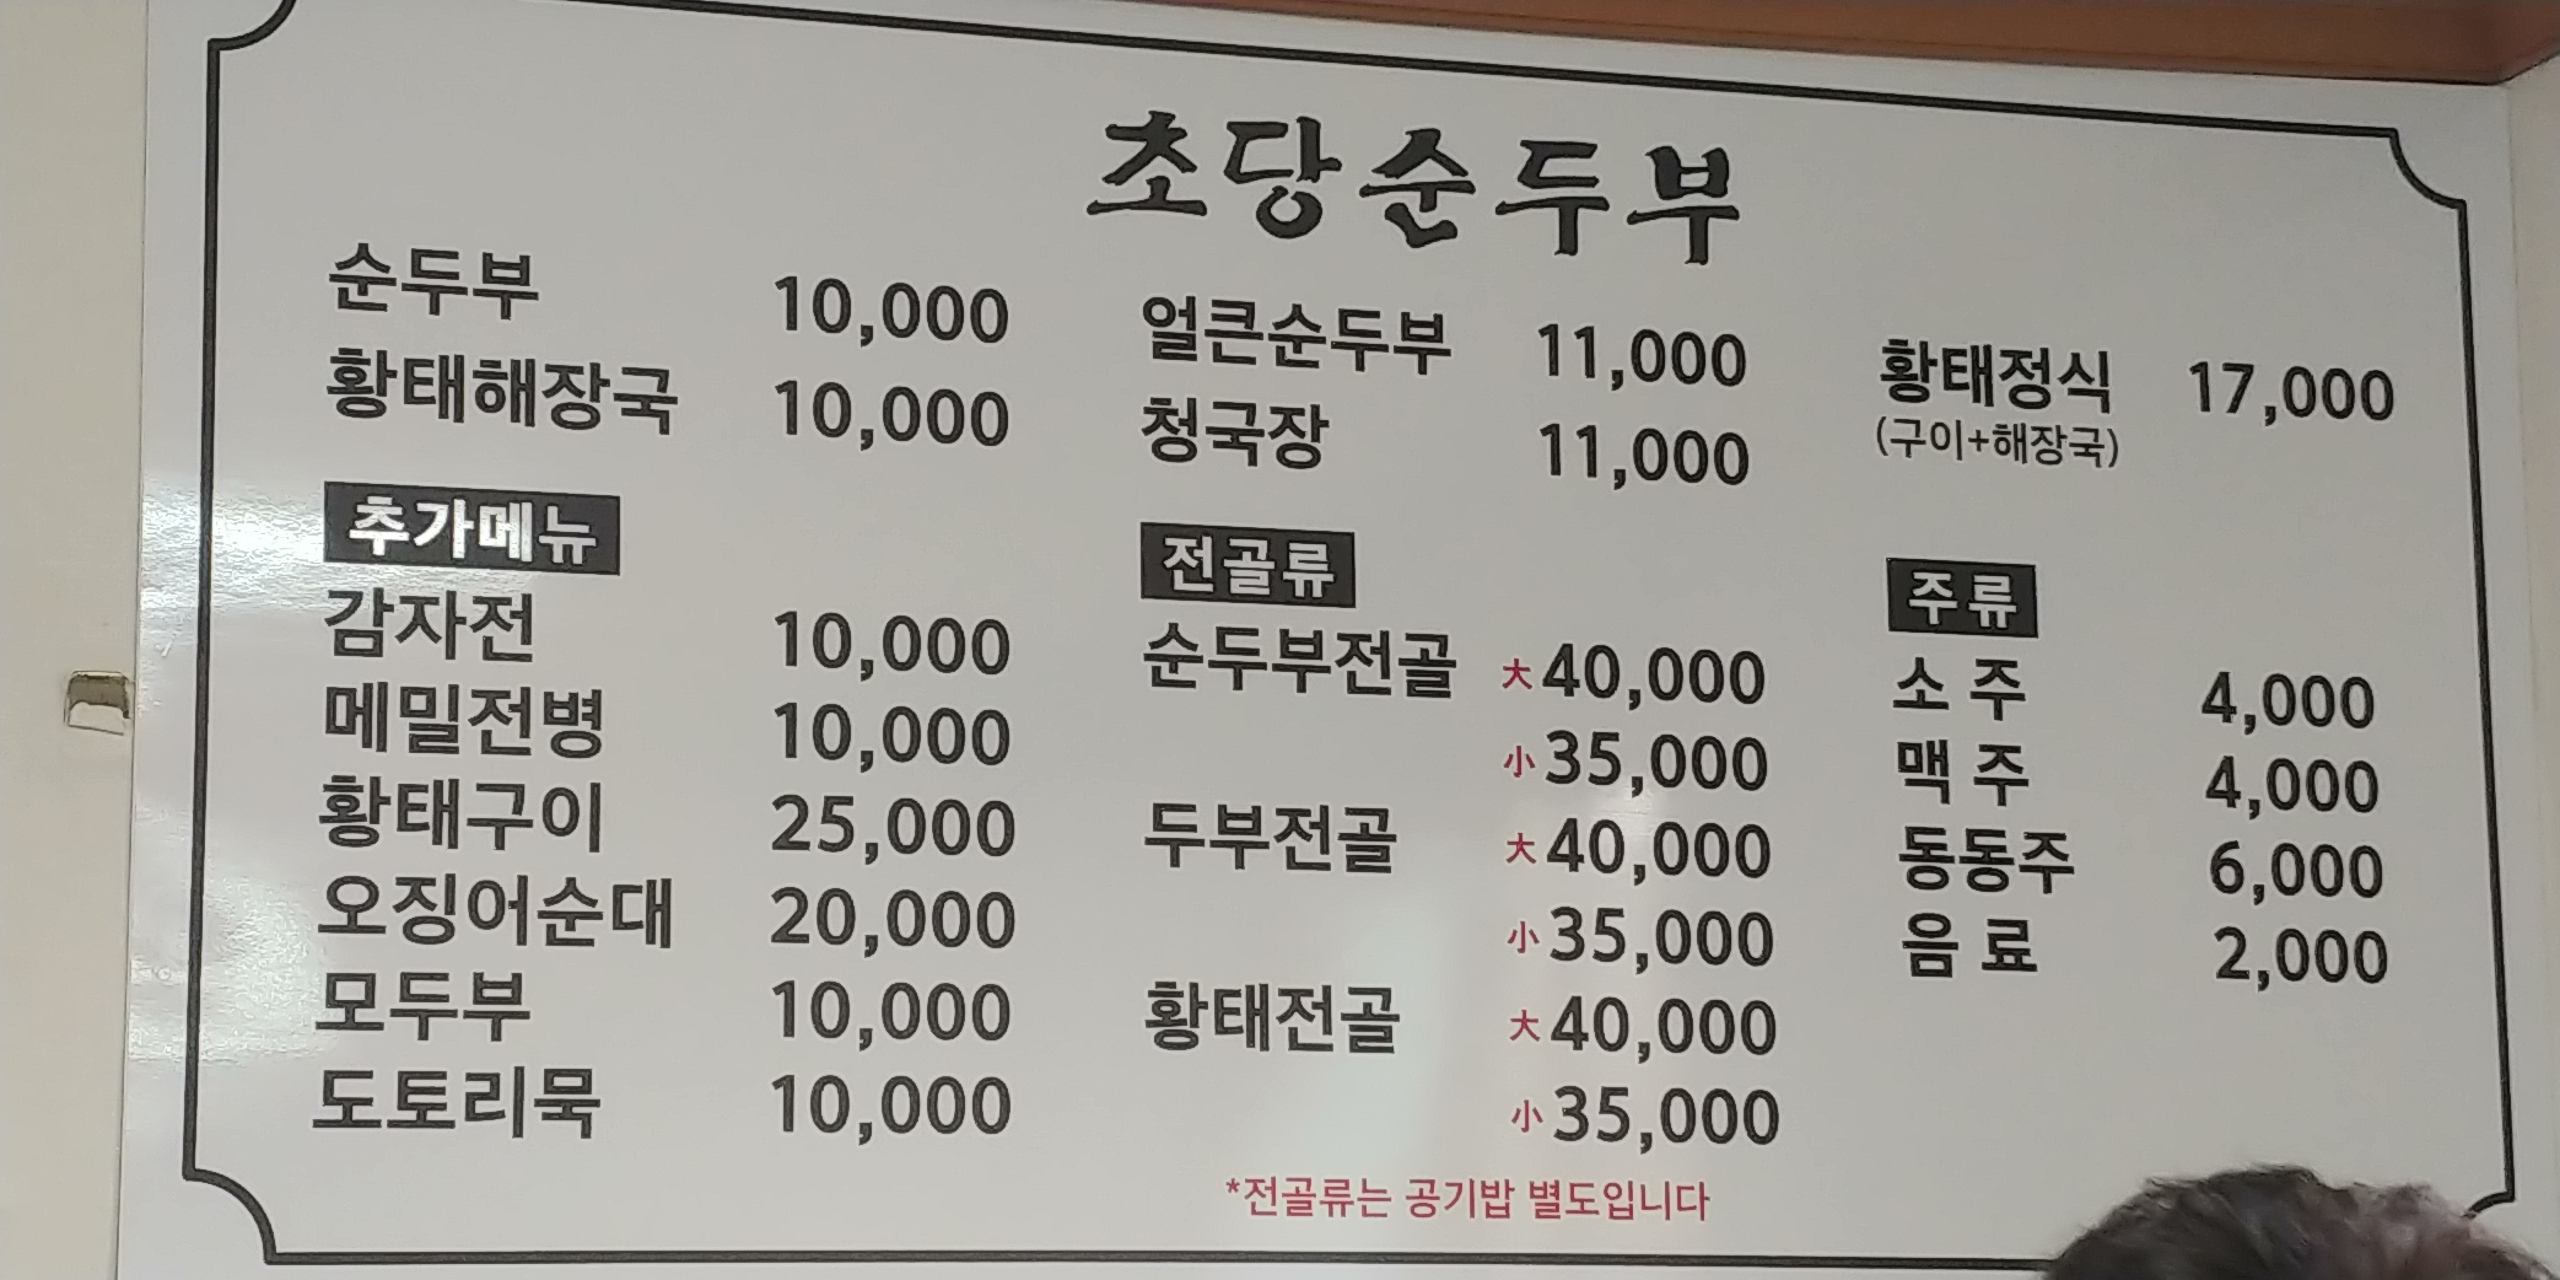 초당순두부
순두부 10,000
황태해장국 10,000
얼큰순두부 11,000
청국장 11,000
황태정식 17,000
(구이+해장국)
추가메뉴
감자전 10,000
메밀전병 10,000
황태구이 25,000
오징어순대 20,000
모두부 10,000
도토리묵 10,000
전골류
순두부전골 大40,000
小35,000
두부전골 大40,000
小35,000
황태전골 大40,000
小35,000
*전골류는 공기밥 별도입니다
주류
소주 4,000
맥주 4,000
동동주 6,000
음료 2,000